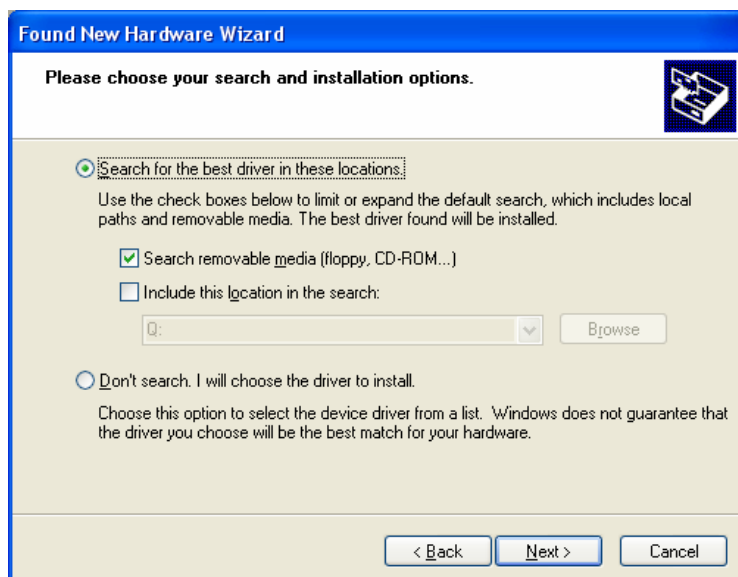 Found New Hardware Wizard
Please choose your search and installation options.
Search for the best driver in these locations.
Use the check boxes below to limit or expand the default search, which includes local
paths and removable media. The best driver found will be installed.
Search removable media (floppy, CD-ROM...)
Include this location in the search:
Q:
Browse
Don't search. I will choose the driver to install.
Choose this option to select the device driver from a list. Windows does not guarantee that
the driver you choose will be the best match for your hardware.
< Back
Next >
Cancel